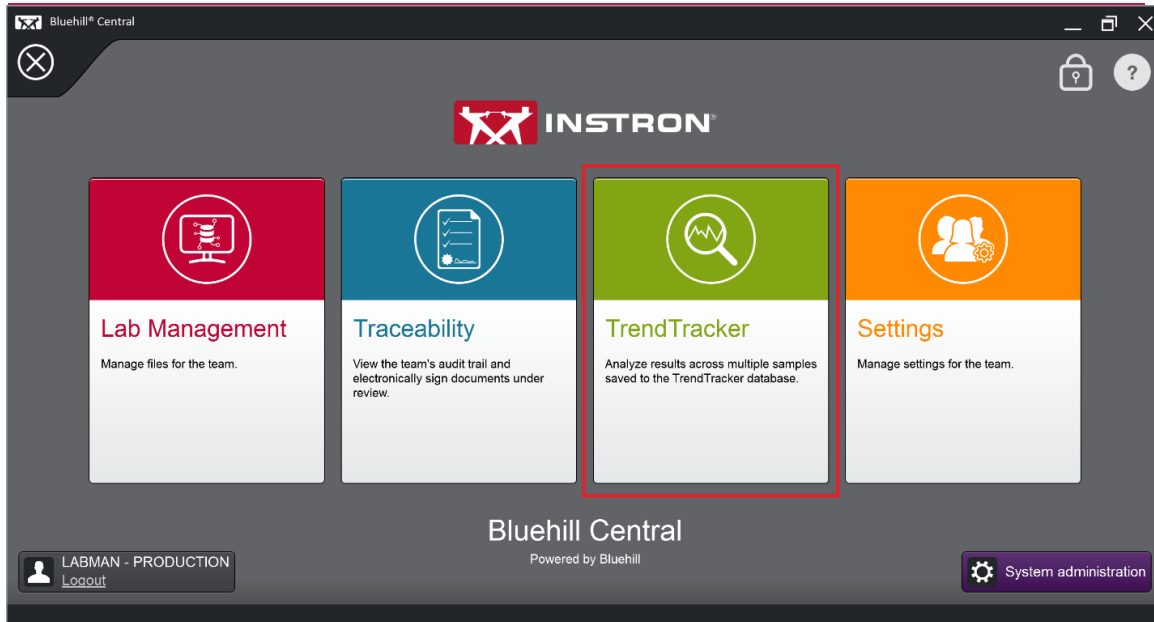 Bluehill® Central
?
INSTRON®
Lab Management
Manage files for the team.
Traceability
View the team's audit trail and
electronically sign documents under
review.
TrendTracker
Analyze results across multiple samples
saved to the TrendTracker database.
Settings
Manage settings for the team.
Bluehill Central
Powered by Bluehill
LABMAN - PRODUCTION
Logout
System administration